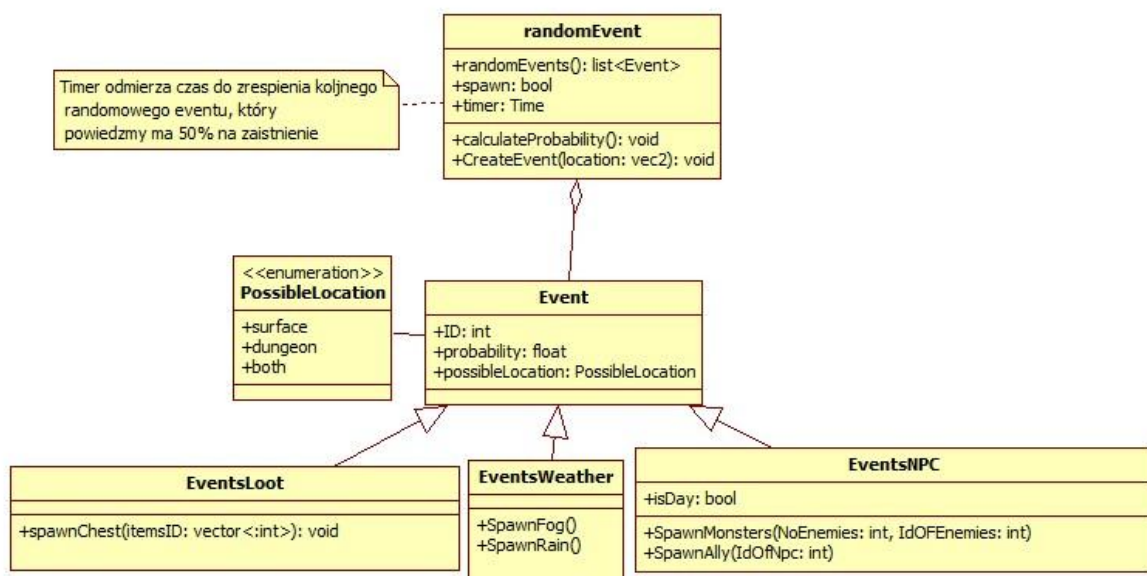 randomEvent
+randomEvents(): list<Event>
+spawn: bool
+timer: Time
+calculateProbability(): void
+CreateEvent(location: vec2): void
Timer odmierza czas do zrespienia koljnego
randomowego eventu, który
powiedzmy ma 50% na zaistnienie
<<enumeration>>
PossibleLocation
+surface
+dungeon
+both
Event
+ID: int
+probability: float
+possibleLocation: PossibleLocation
EventsLoot
+spawnChest(itemsID: vector<:int>): void
EventsWeather
+SpawnFog()
+SpawnRain()
EventsNPC
+isDay: bool
+SpawnMonsters(NoEnemies: int, IdOFEnemies: int)
+SpawnAlly(IdOfNpc: int)